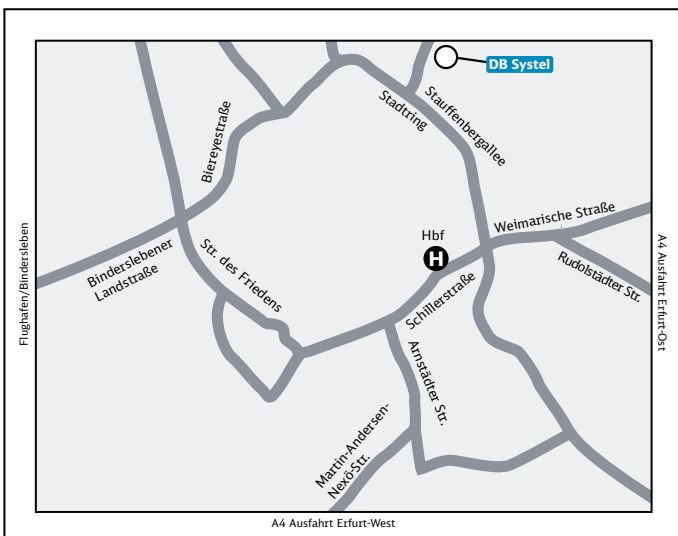 DB Systel
Stauffenbergallee
Stadtring
Biereyestraße
Weimarische Straße
Hbf
H
Rudolstädter Str.
Binderslebener
Landstraße
Str. des Friedens
Schillerstraße
Arnstädter Str.
Martin-Andersen-
Nexö-Str.
Flughafen/Bindersleben
A4 Ausfahrt Erfurt-Ost
A4 Ausfahrt Erfurt-West